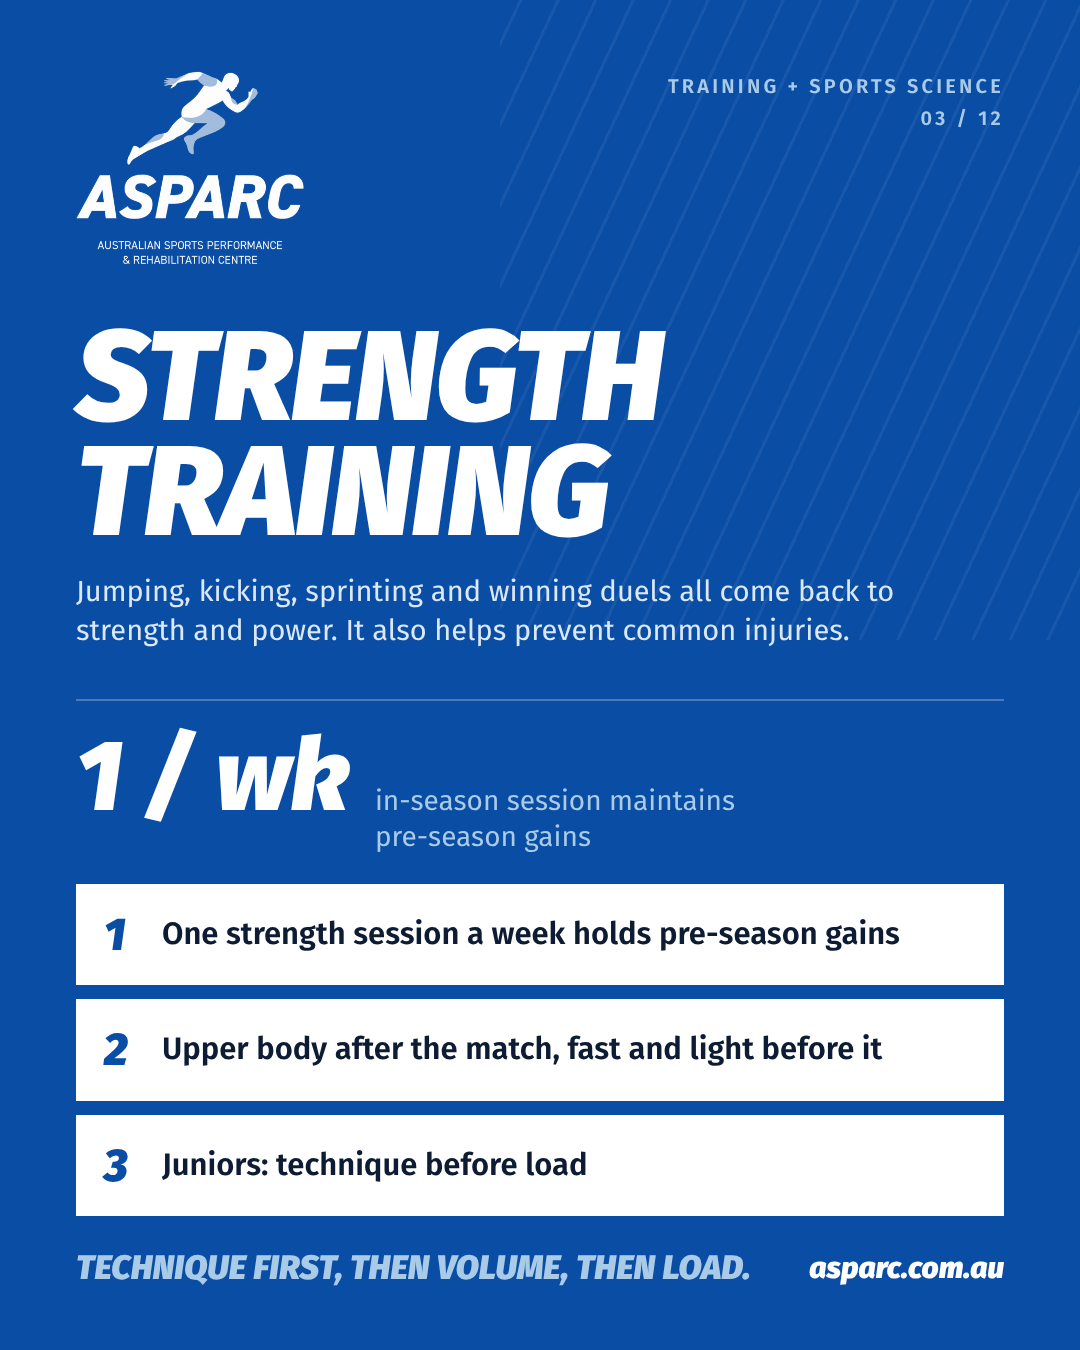 TRAINING + SPORTS SCIENCE
03 / 12
ASPARC
AUSTRALIAN SPORTS PERFORMANCE
& REHABILITATION CENTRE
STRENGTH
TRAINING
Jumping, kicking, sprinting and winning duels all come back to
strength and power. It also helps prevent common injuries.
1 / wk
in-season session maintains
pre-season gains
1 One strength session a week holds pre-season gains
2 Upper body after the match, fast and light before it
3 Juniors: technique before load
TECHNIQUE FIRST, THEN VOLUME, THEN LOAD.
asparc.com.au